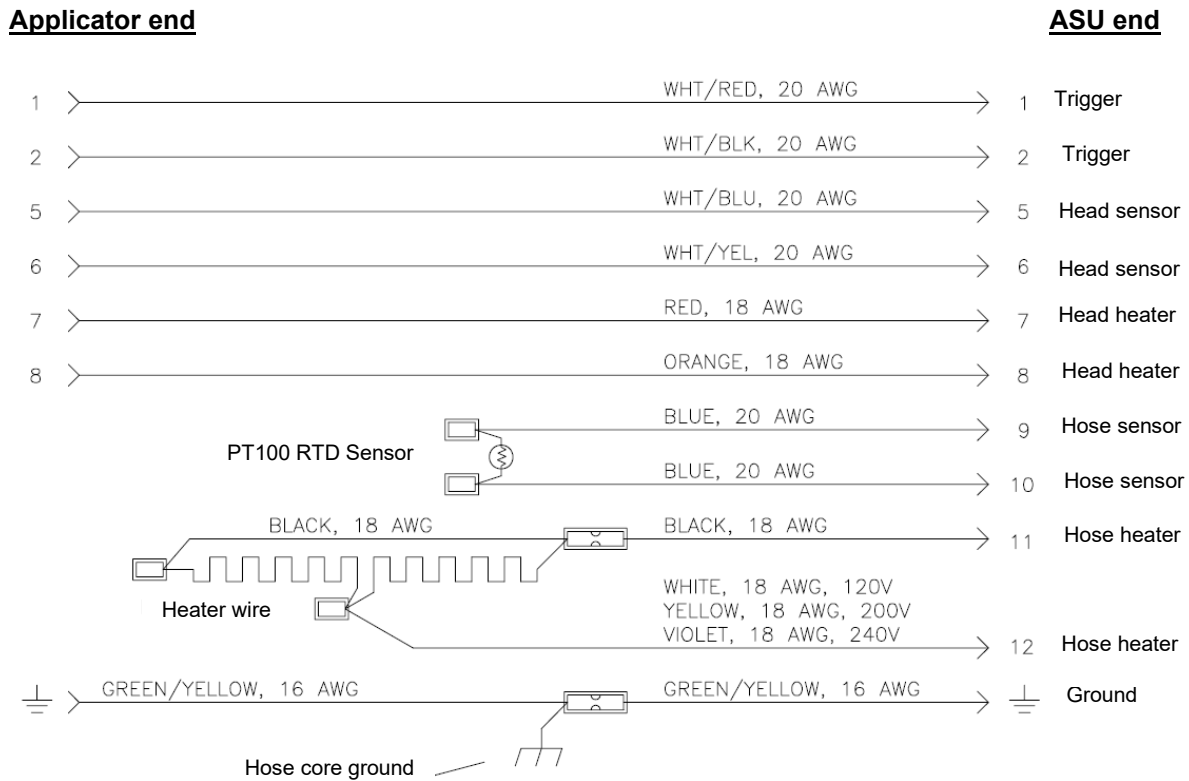 Applicator end
ASU end
1 WHT/RED, 20 AWG 1 Trigger
2 WHT/BLK, 20 AWG 2 Trigger
5 WHT/BLU, 20 AWG 5 Head sensor
6 WHT/YEL, 20 AWG 6 Head sensor
7 RED, 18 AWG 7 Head heater
8 ORANGE, 18 AWG 8 Head heater
BLUE, 20 AWG 9 Hose sensor
PT100 RTD Sensor
BLUE, 20 AWG 10 Hose sensor
BLACK, 18 AWG BLACK, 18 AWG 11 Hose heater
Heater wire
WHITE, 18 AWG, 120V
YELLOW, 18 AWG, 200V
VIOLET, 18 AWG, 240V
12 Hose heater
GREEN/YELLOW, 16 AWG GREEN/YELLOW, 16 AWG Ground
Hose core ground